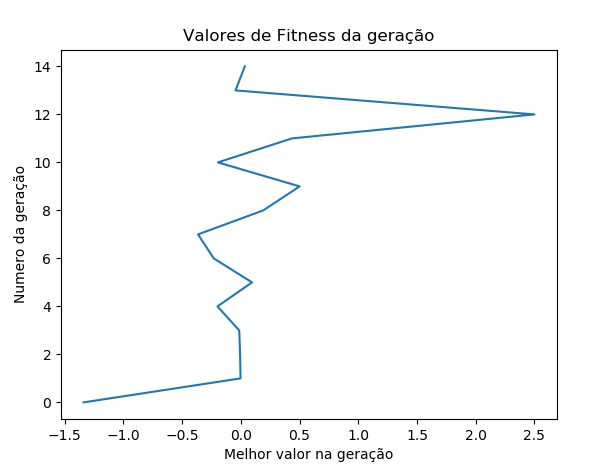 Valores de Fitness da geração
14
12
10
8
6
4
2
0
Numero da geração
−1.5 −1.0 −0.5 0.0 0.5 1.0 1.5 2.0 2.5
Melhor valor na geração